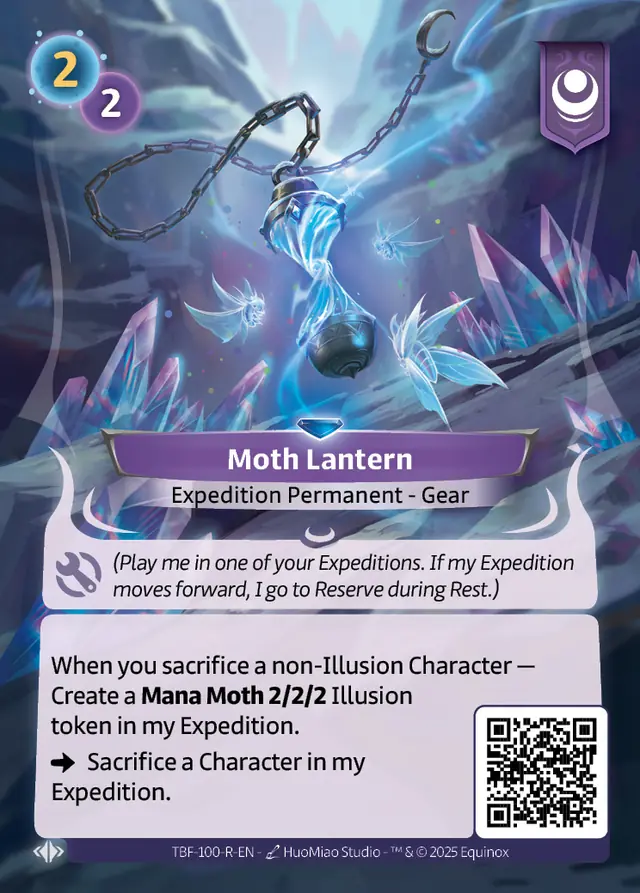 2
2
Moth Lantern
Expedition Permanent - Gear
(Play me in one of your Expeditions. If my Expedition
moves forward, I go to Reserve during Rest.)
When you sacrifice a non-Illusion Character —
Create a Mana Moth 2/2/2 Illusion
token in my Expedition.
➜ Sacrifice a Character in my
Expedition.
TBF-100-R-EN - HuoMiao Studio - ™ & © 2025 Equinox